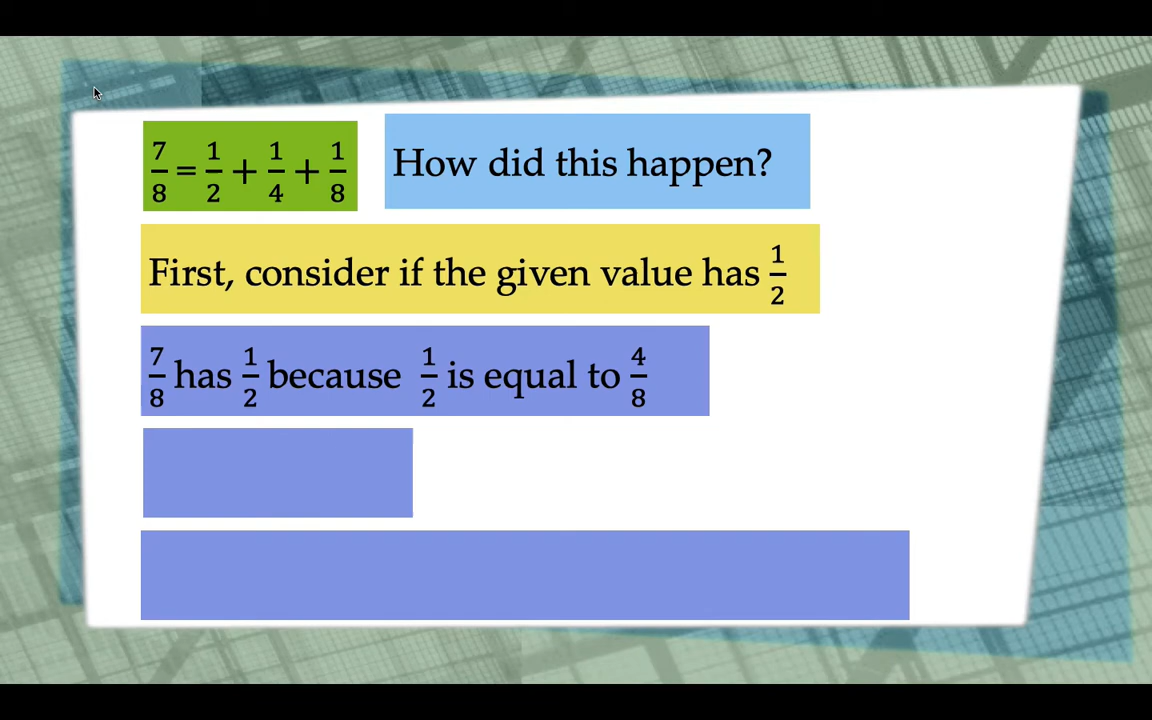 7/8 = 1/2 + 1/4 + 1/8
How did this happen?
First, consider if the given value has 1/2
7/8 has 1/2 because 1/2 is equal to 4/8